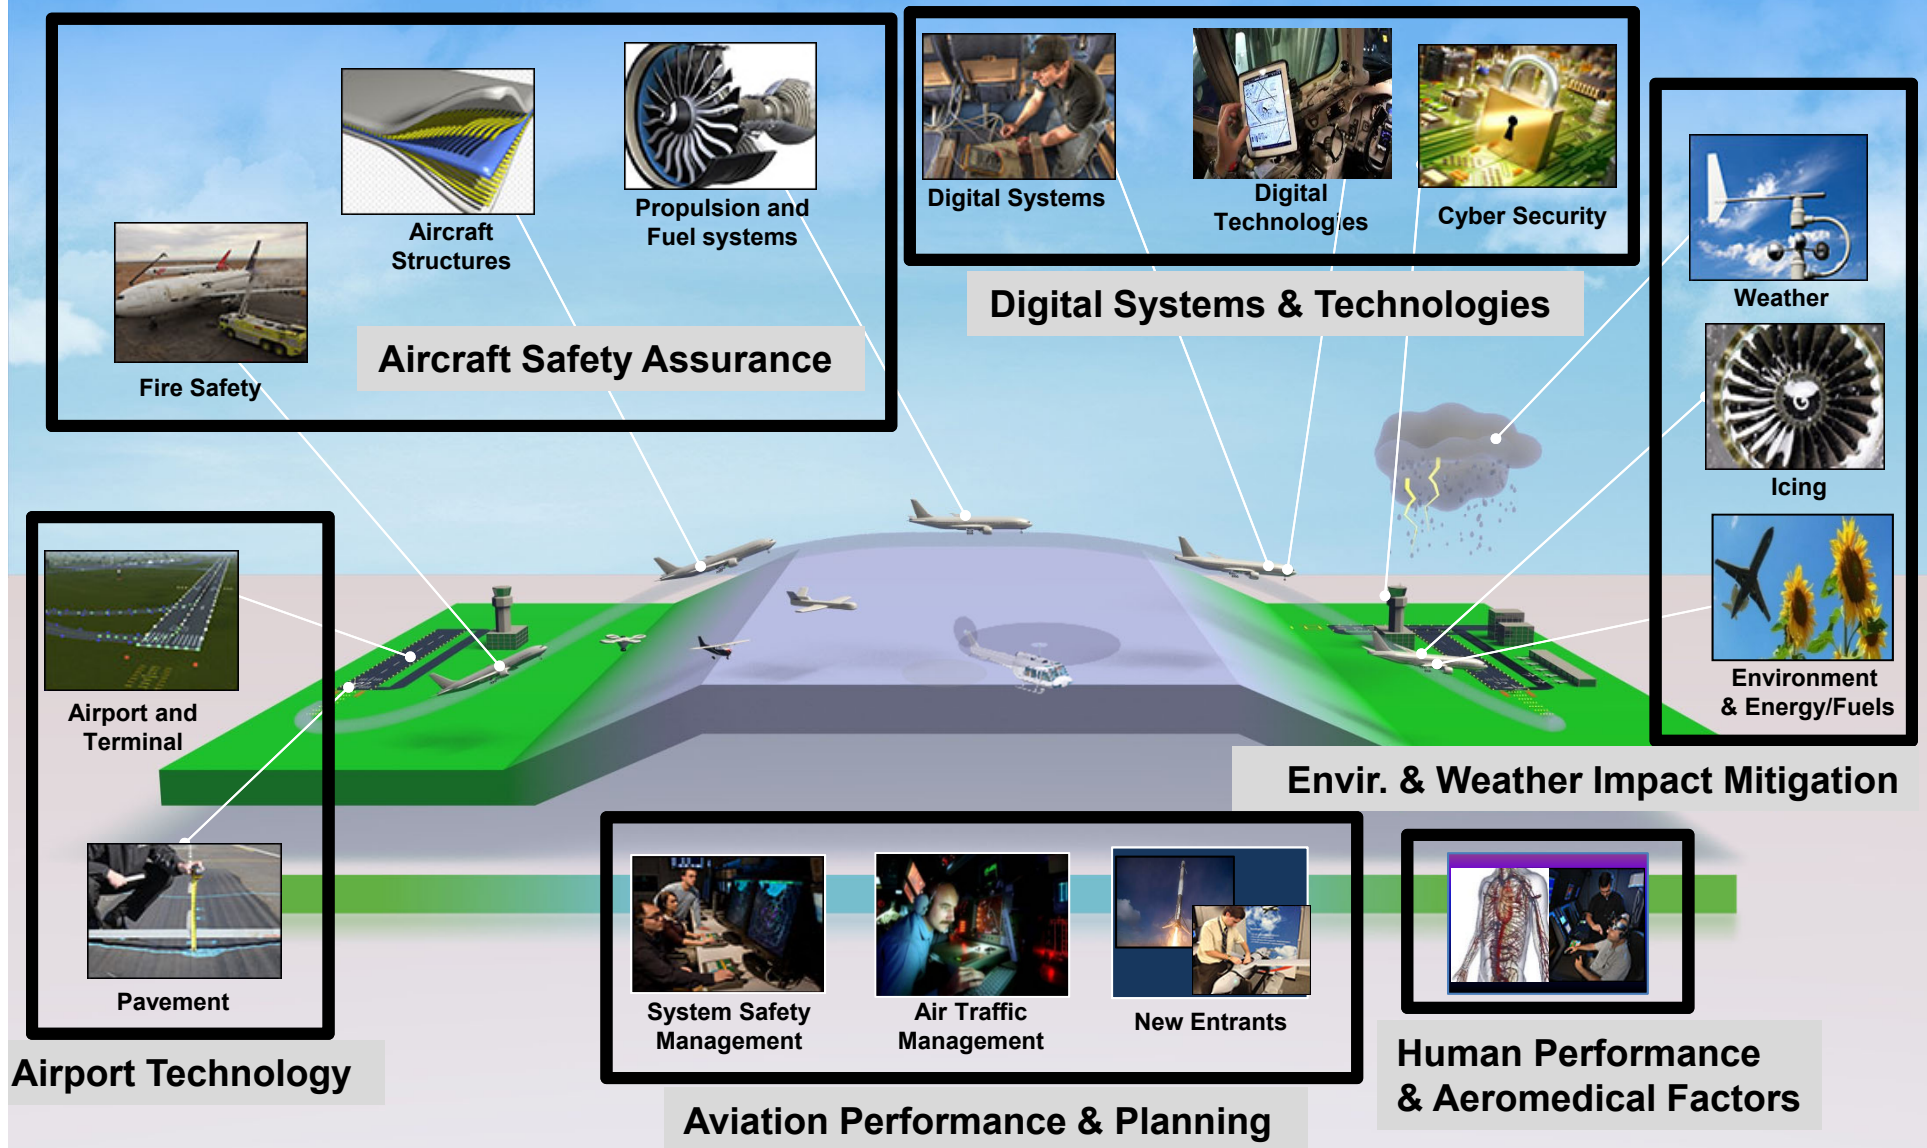 Fire Safety
Aircraft
Structures
Propulsion and
Fuel systems
Aircraft Safety Assurance
Digital Systems
Digital
Technologies
Cyber Security
Digital Systems & Technologies
Weather
Icing
Environment
& Energy/Fuels
Envir. & Weather Impact Mitigation
Airport and
Terminal
Pavement
Airport Technology
System Safety
Management
Air Traffic
Management
New Entrants
Aviation Performance & Planning
Human Performance
& Aeromedical Factors